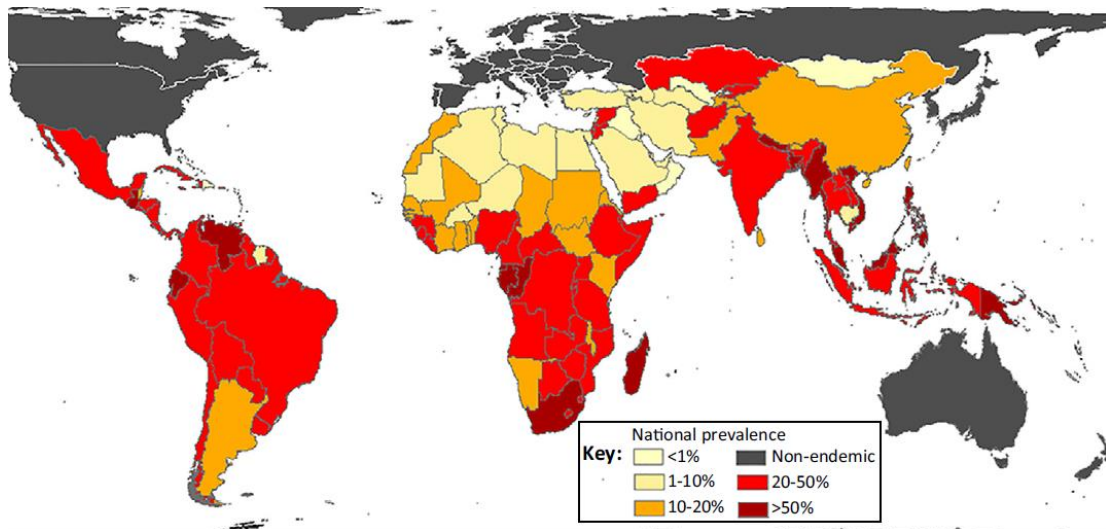 National prevalence
Key:
<1%
Non-endemic
1-10%
20-50%
10-20%
>50%